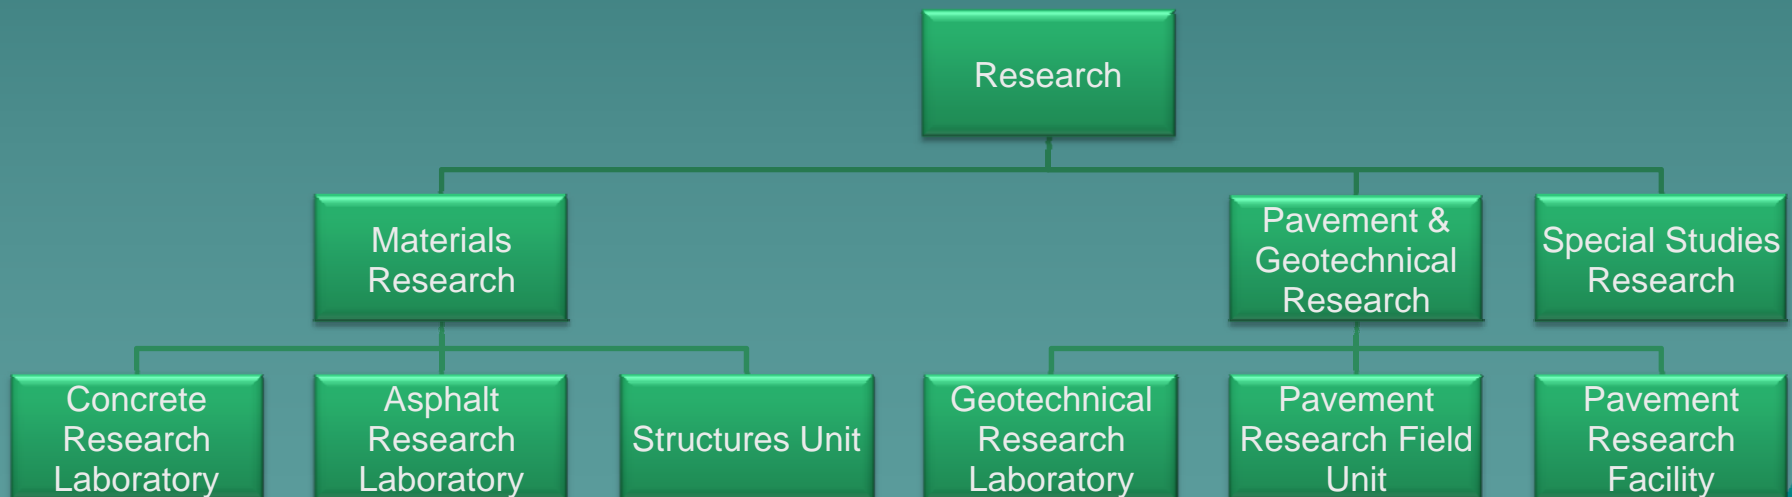 Research
Materials
Research
Pavement &
Geotechnical
Research
Special Studies
Research
Concrete
Research
Laboratory
Asphalt
Research
Laboratory
Structures Unit
Geotechnical
Research
Laboratory
Pavement
Research Field
Unit
Pavement
Research
Facility